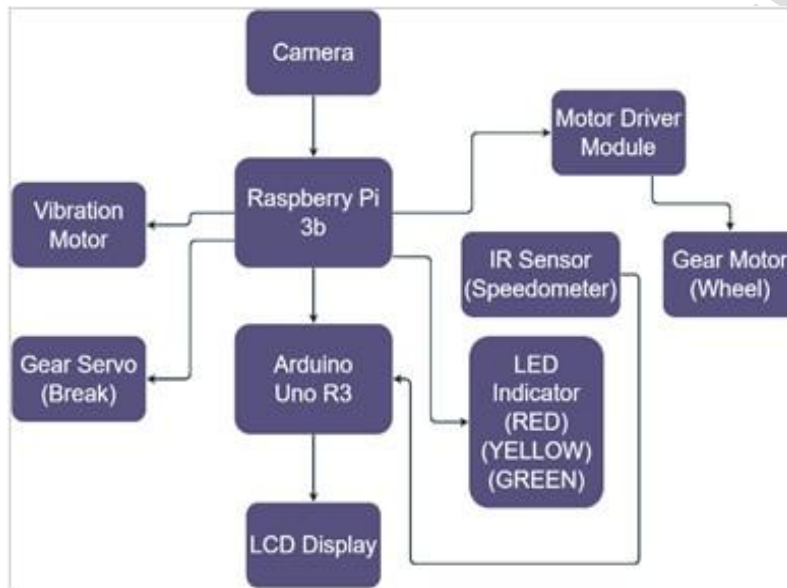 Camera
Motor Driver
Module
Raspberry Pi
3b
Vibration
Motor
IR Sensor
(Speedometer)
Gear Motor
(Wheel)
Gear Servo
(Break)
Arduino
Uno R3
LED
Indicator
(RED)
(YELLOW)
(GREEN)
LCD Display